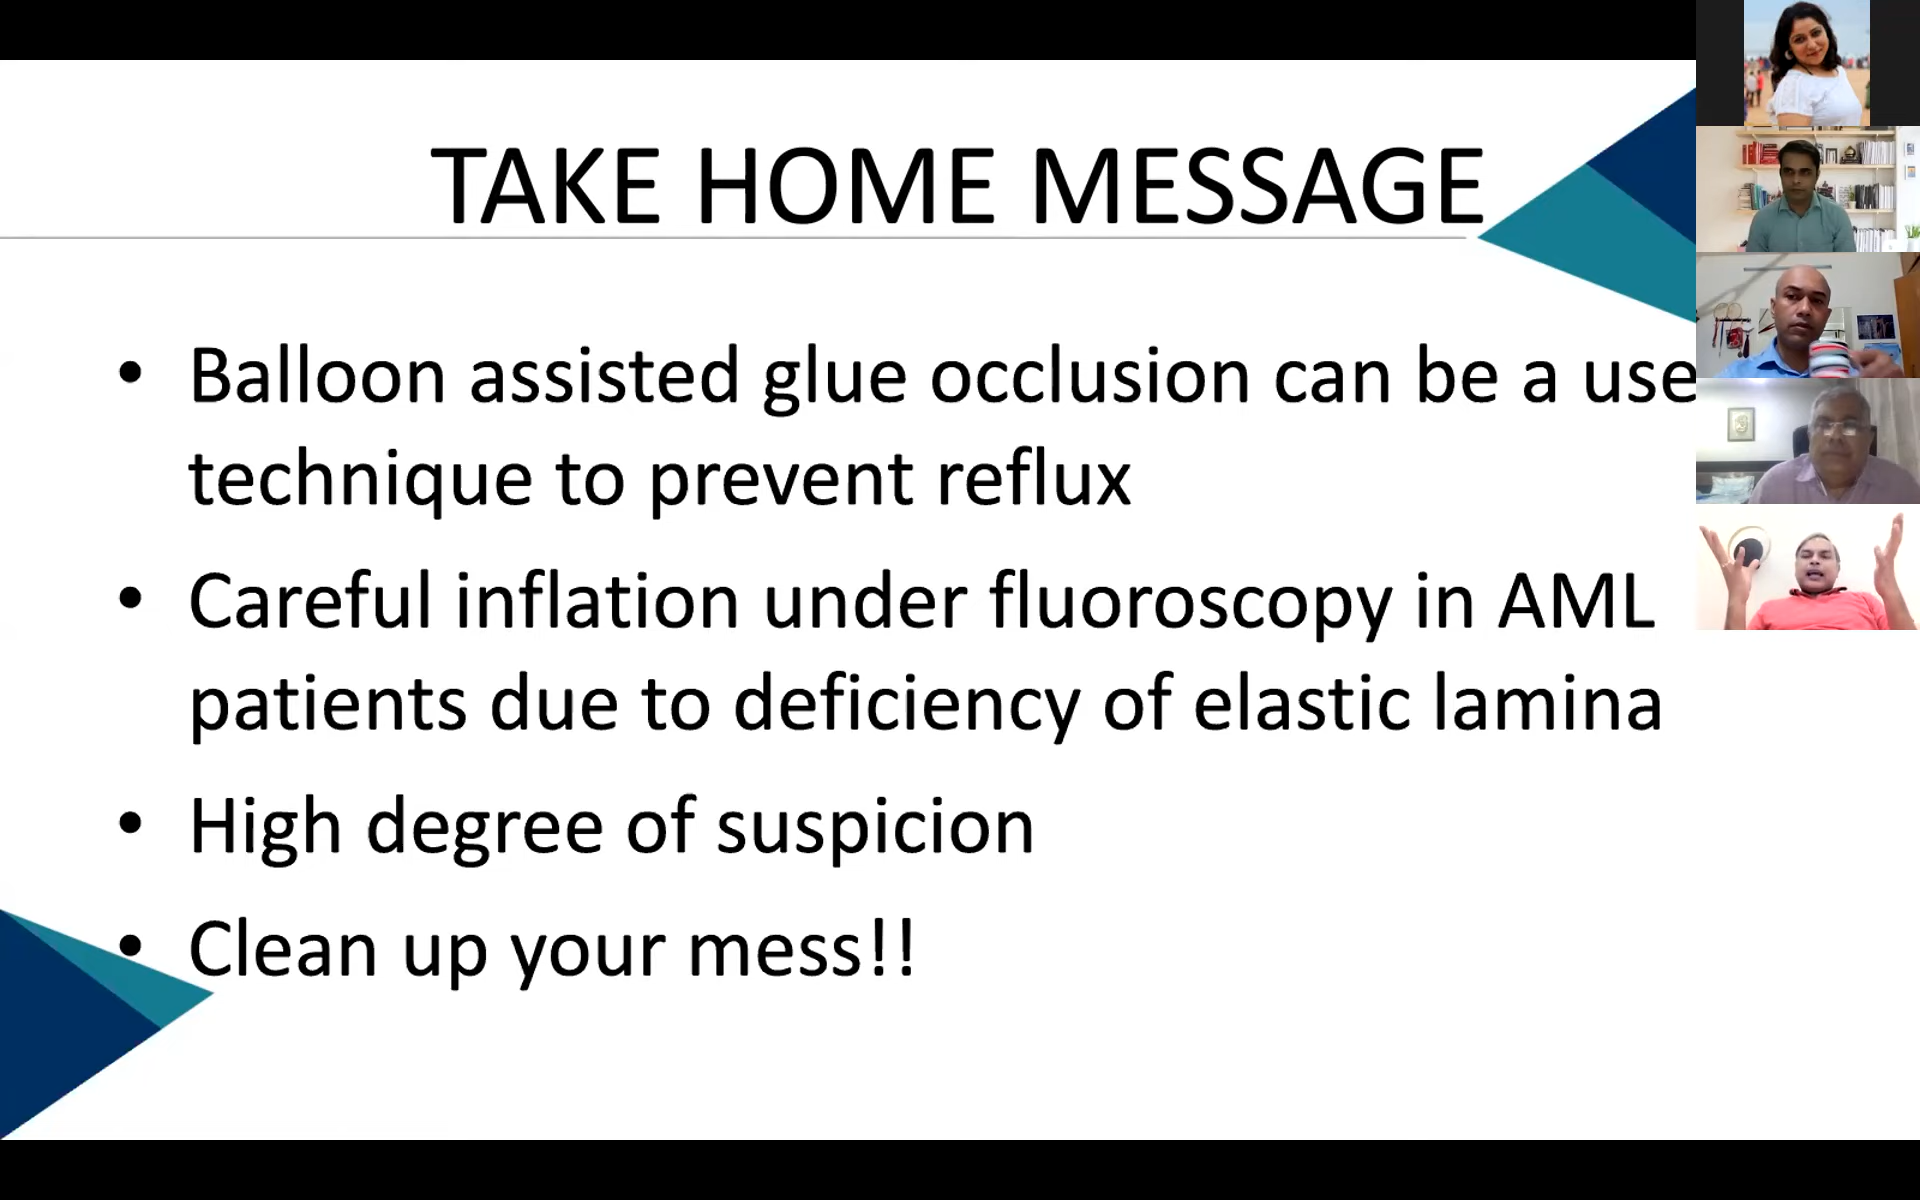 TAKE HOME MESSAGE
• Balloon assisted glue occlusion can be a use
technique to prevent reflux
• Careful inflation under fluoroscopy in AML
patients due to deficiency of elastic lamina
• High degree of suspicion
• Clean up your mess!!